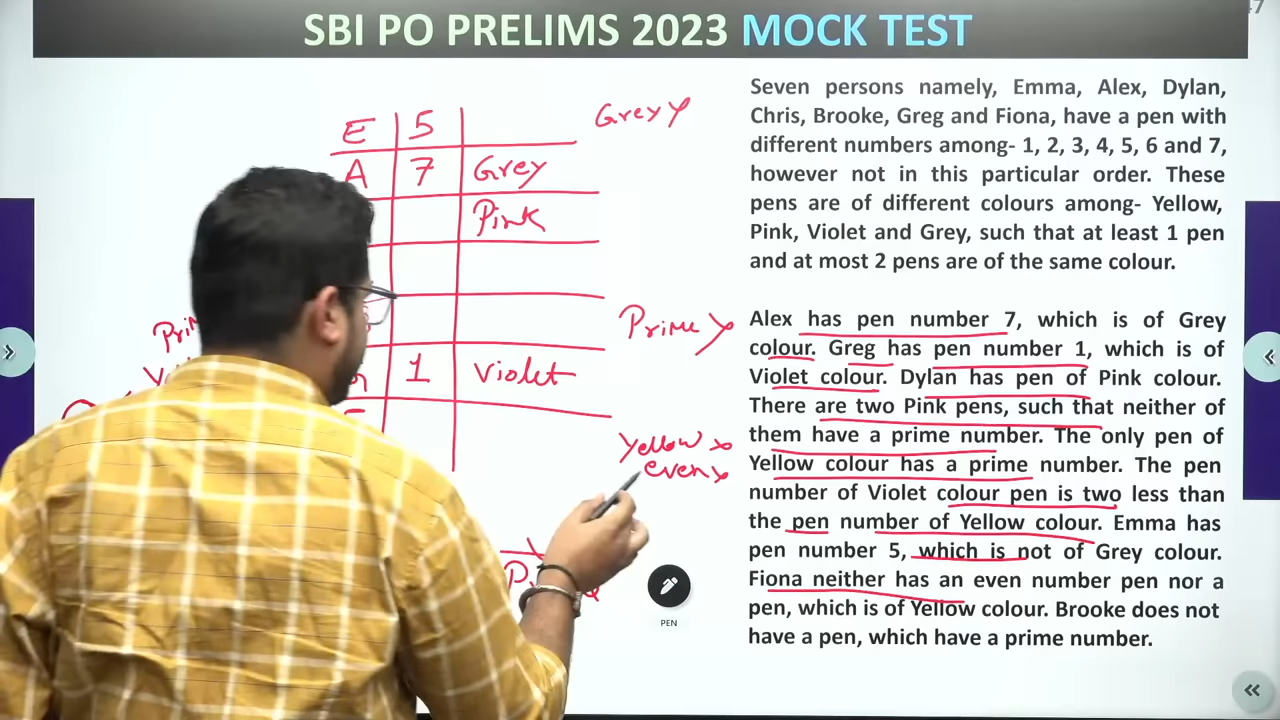 SBI PO PRELIMS 2023 MOCK TEST
47
Seven persons namely, Emma, Alex, Dylan,
Chris, Brooke, Greg and Fiona, have a pen with
different numbers among- 1, 2, 3, 4, 5, 6 and 7,
however not in this particular order. These
pens are of different colours among- Yellow,
Pink, Violet and Grey, such that at least 1 pen
and at most 2 pens are of the same colour.
Alex has pen number 7, which is of Grey
colour. Greg has pen number 1, which is of
Violet colour. Dylan has pen of Pink colour.
There are two Pink pens, such that neither of
them have a prime number. The only pen of
Yellow colour has a prime number. The pen
number of Violet colour pen is two less than
the pen number of Yellow colour. Emma has
pen number 5, which is not of Grey colour.
Fiona neither has an even number pen nor a
pen, which is of Yellow colour. Brooke does not
have a pen, which have a prime number.
E 5
Grey
A 7 Grey
Pink
Prime
1 Violet
Yellow
even
PEN